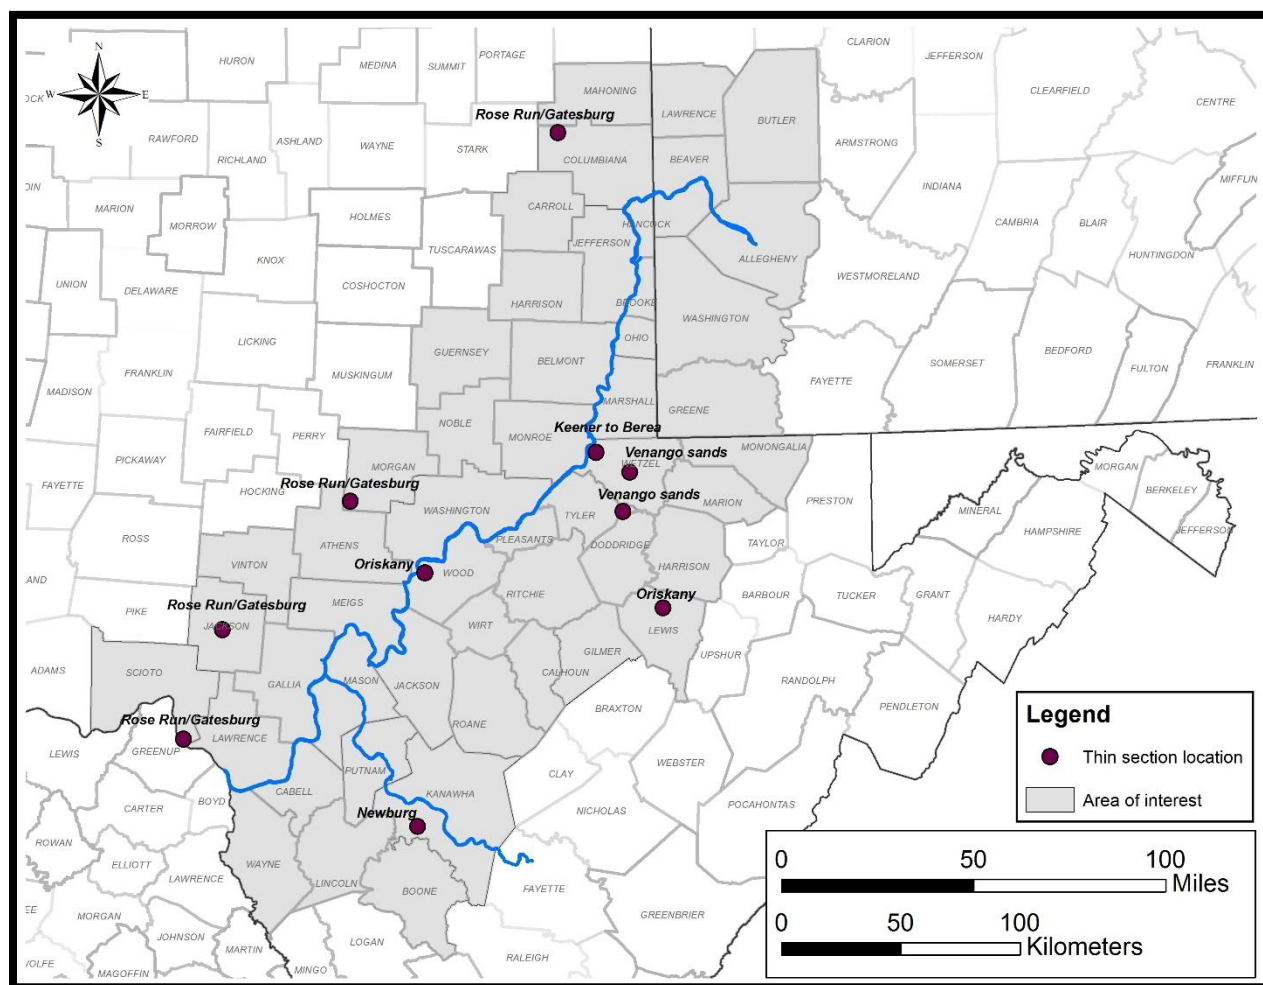 N
W
E
S
HURON
MEDINA
SUMMIT
PORTAGE
MAHONING
LAWRENCE
BUTLER
CLARION
JEFFERSON
CLEARFIELD
CENTRE
OCK
RAWFORD
RICHLAND
ASHLAND
WAYNE
STARK
Rose Run/Gatesburg
COLUMBIANA
BEAVER
ARMSTRONG
INDIANA
DIN
MARION
MORROW
HOLMES
TUSCARAWAS
CARROLL
JEFFERSON
HANCOCK
ALLEGHENY
WESTMORELAND
CAMBRIA
BLAIR
MIFFLIN
HUNTINGDON
UNION
DELAWARE
KNOX
COSHOCTON
HARRISON
BROOKE
WASHINGTON
LICKING
GUERNSEY
BELMONT
OHIO
MADISON
FRANKLIN
MUSKINGUM
MARSHALL
GREENE
FAYETTE
SOMERSET
BEDFORD
FULTON
FRANKLIN
FAIRFIELD
PERRY
NOBLE
MONROE
Keener to Berea
PICKAWAY
FAYETTE
HOCKING
MORGAN
Rose Run/Gatesburg
WETZEL
Venango sands
MONONGALIA
Venango sands
MARION
PRESTON
MORGAN
BERKELEY
JEFFERSON
MINERAL
HAMPSHIRE
ROSS
WASHINGTON
TYLER
PLEASANTS
DODDRIDGE
TAYLOR
ATHENS
VINTON
Oriskany
WOOD
RITCHIE
HARRISON
Oriskany
LEWIS
BARBOUR
TUCKER
GRANT
HARDY
AND
PIKE
Rose Run/Gatesburg
JACKSON
MEIGS
WIRT
GILMER
CALHOUN
UPSHUR
RANDOLPH
PENDLETON
ADAMS
SCIOTO
GALLIA
MASON
JACKSON
ROANE
BRAXTON
Rose Run/Gatesburg
LEWIS
GREENUP
LAWRENCE
PUTNAM
CLAY
WEBSTER
CARTER
BOYD
CABELL
KANAWHA
NICHOLAS
POCAHONTAS
Newburg
ROWAN
ELLIOTT
LAWRENCE
WAYNE
LINCOLN
BOONE
FAYETTE
GREENBRIER
EE
MORGAN
JOHNSON
MARTIN
LOGAN
MINGO
RALEIGH
OLFE
MAGOFFIN
Legend
Thin section location
Area of interest
0 50 100
Miles
0 50 100
Kilometers